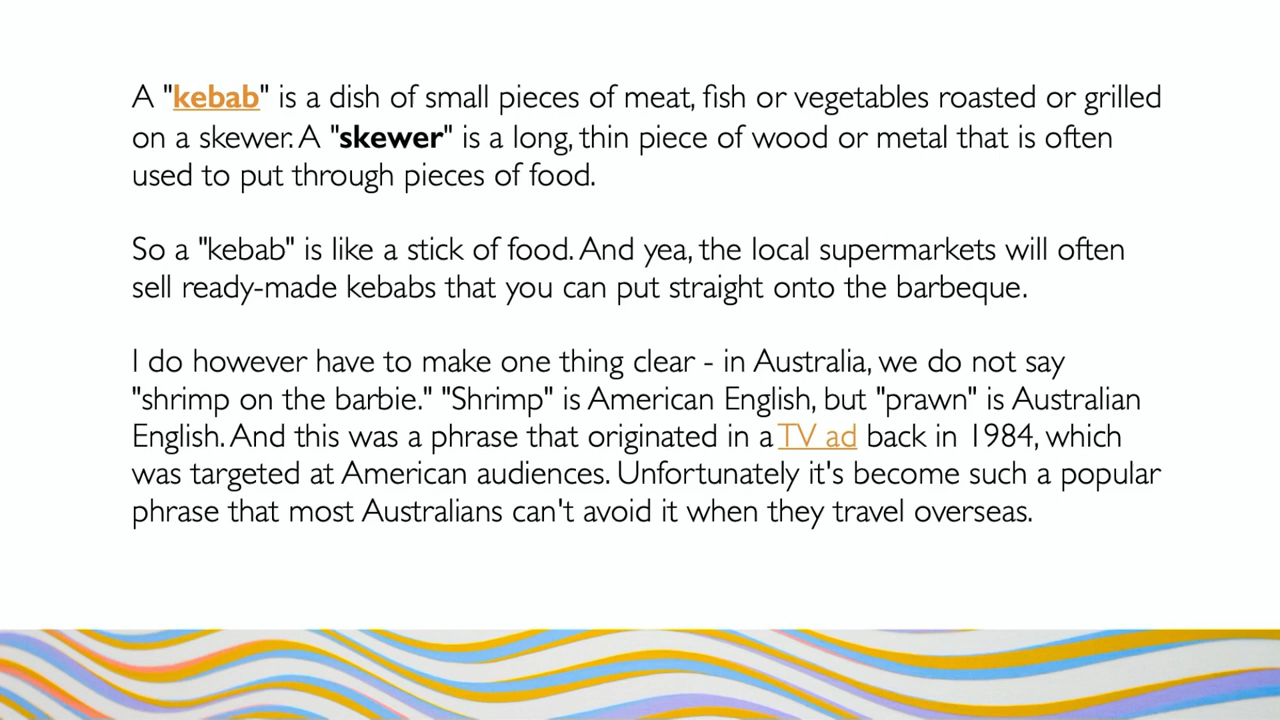 A "kebab" is a dish of small pieces of meat, fish or vegetables roasted or grilled
on a skewer. A "skewer" is a long, thin piece of wood or metal that is often
used to put through pieces of food.
So a "kebab" is like a stick of food. And yea, the local supermarkets will often
sell ready-made kebabs that you can put straight onto the barbeque.
I do however have to make one thing clear - in Australia, we do not say
"shrimp on the barbie." "Shrimp" is American English, but "prawn" is Australian
English. And this was a phrase that originated in a TV ad back in 1984, which
was targeted at American audiences. Unfortunately it's become such a popular
phrase that most Australians can't avoid it when they travel overseas.